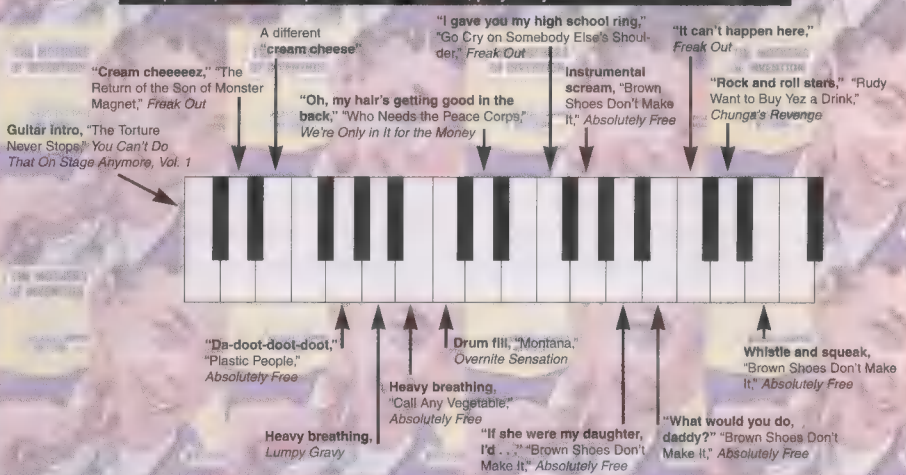 A different
"cream cheese"
"I gave you my high school ring,"
"Go Cry on Somebody Else's Shoul-
der," Freak Out
"It can't happen here,"
Freak Out
"Cream cheeeeez," "The
Return of the Son of Monster
Magnet," Freak Out
"Oh, my hair's getting good in the
back," "Who Needs the Peace Corps,"
We're Only in It for the Money
Instrumental
scream, "Brown
Shoes Don't Make
It," Absolutely Free
"Rock and roll stars," "Rudy
Want to Buy Yez a Drink,"
Chunga's Revenge
Guitar intro, "The Torture
Never Stops," You Can't Do
That On Stage Anymore, Vol. 1
"Da-doot-doot-doot,"
"Plastic People,"
Absolutely Free
Heavy breathing,
Lumpy Gravy
Heavy breathing,
"Call Any Vegetable,"
Absolutely Free
Drum fill, "Montana,"
Overnite Sensation
"If she were my daughter,
I'd . . ." "Brown Shoes Don't
Make It," Absolutely Free
"What would you do,
daddy?" "Brown Shoes Don't
Make It," Absolutely Free
Whistle and squeak,
"Brown Shoes Don't Make
It," Absolutely Free
THE MOTHERS
OF INVENTION